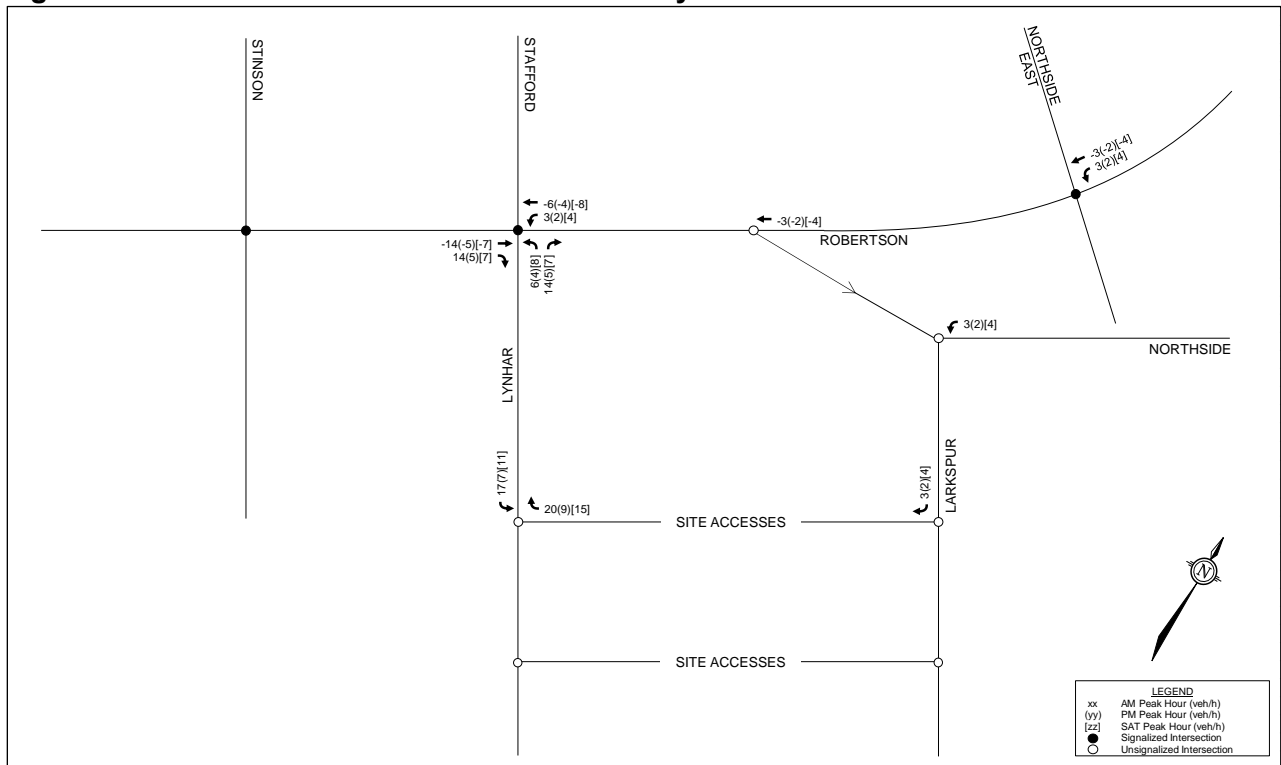 STINSON
STAFFORD
NORTHSIDE
EAST
-3(-2)[-4]
3(2)[4]
-6(-4)[-8]
3(2)[4]
-14(-5)[-7]
14(5)[7]
6(4)[8]
14(5)[7]
-3(-2)[-4]
ROBERTSON
3(2)[4]
NORTHSIDE
LYNHAR
LARKSPUR
17(7)[11]
20(9)[15]
3(2)[4]
SITE ACCESSES
SITE ACCESSES
N
LEGEND
xx AM Peak Hour (veh/h)
(yy) PM Peak Hour (veh/h)
[zz] SAT Peak Hour (veh/h)
Signalized Intersection
Unsignalized Intersection